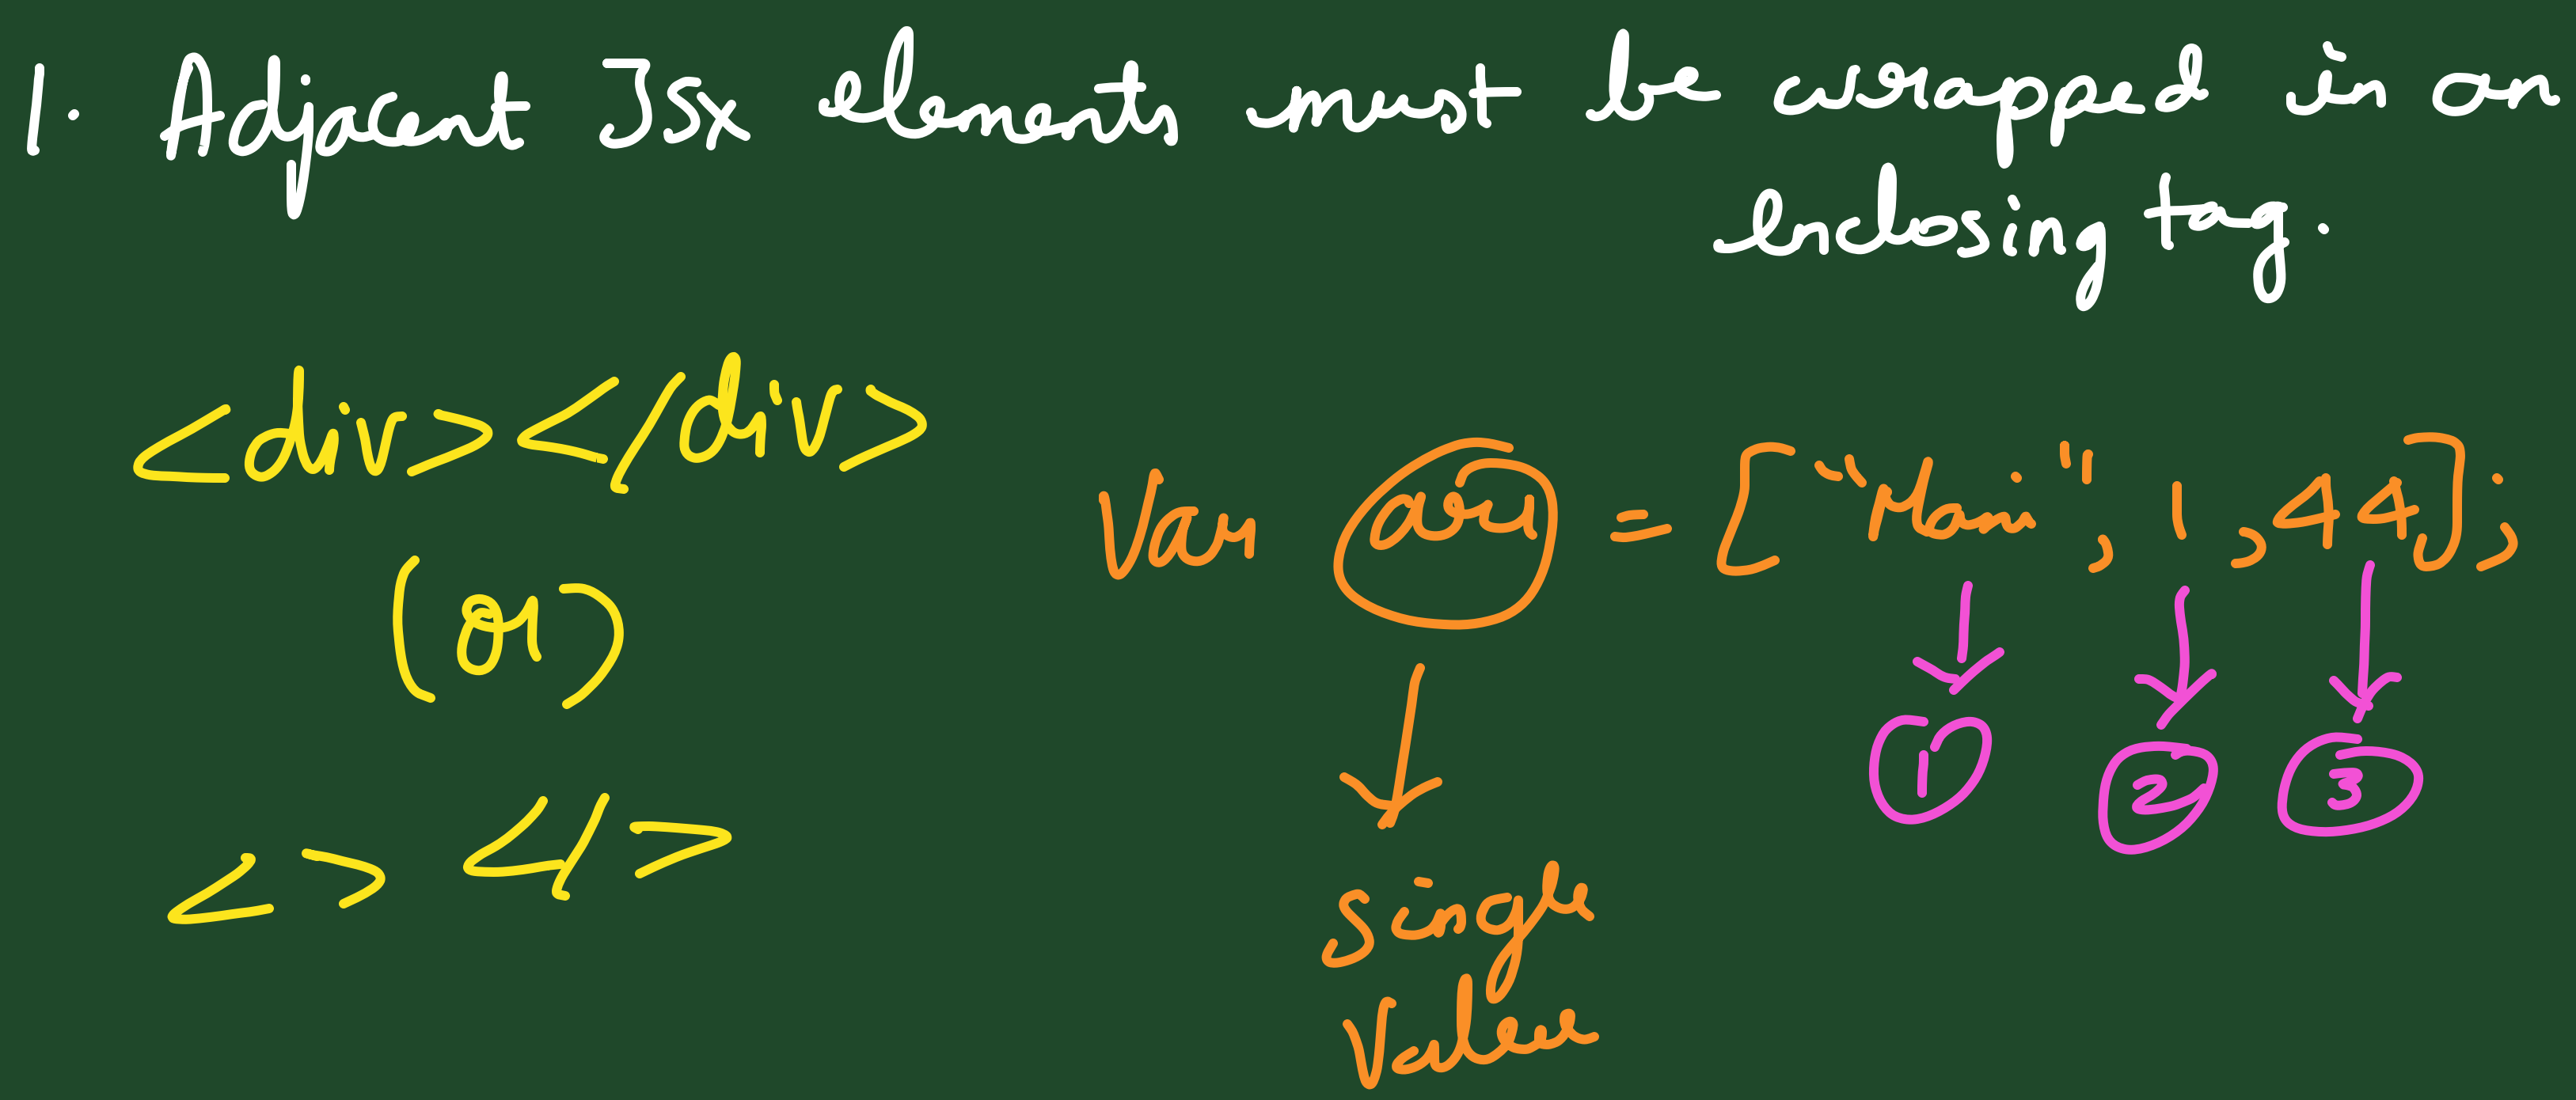 1. Adjacent JSX elements must be wrapped in an
enclosing tag.
<div></div>
(or)
<> </>
Var arr = ["Mani", 1, 44];
1 2 3
Single
Value